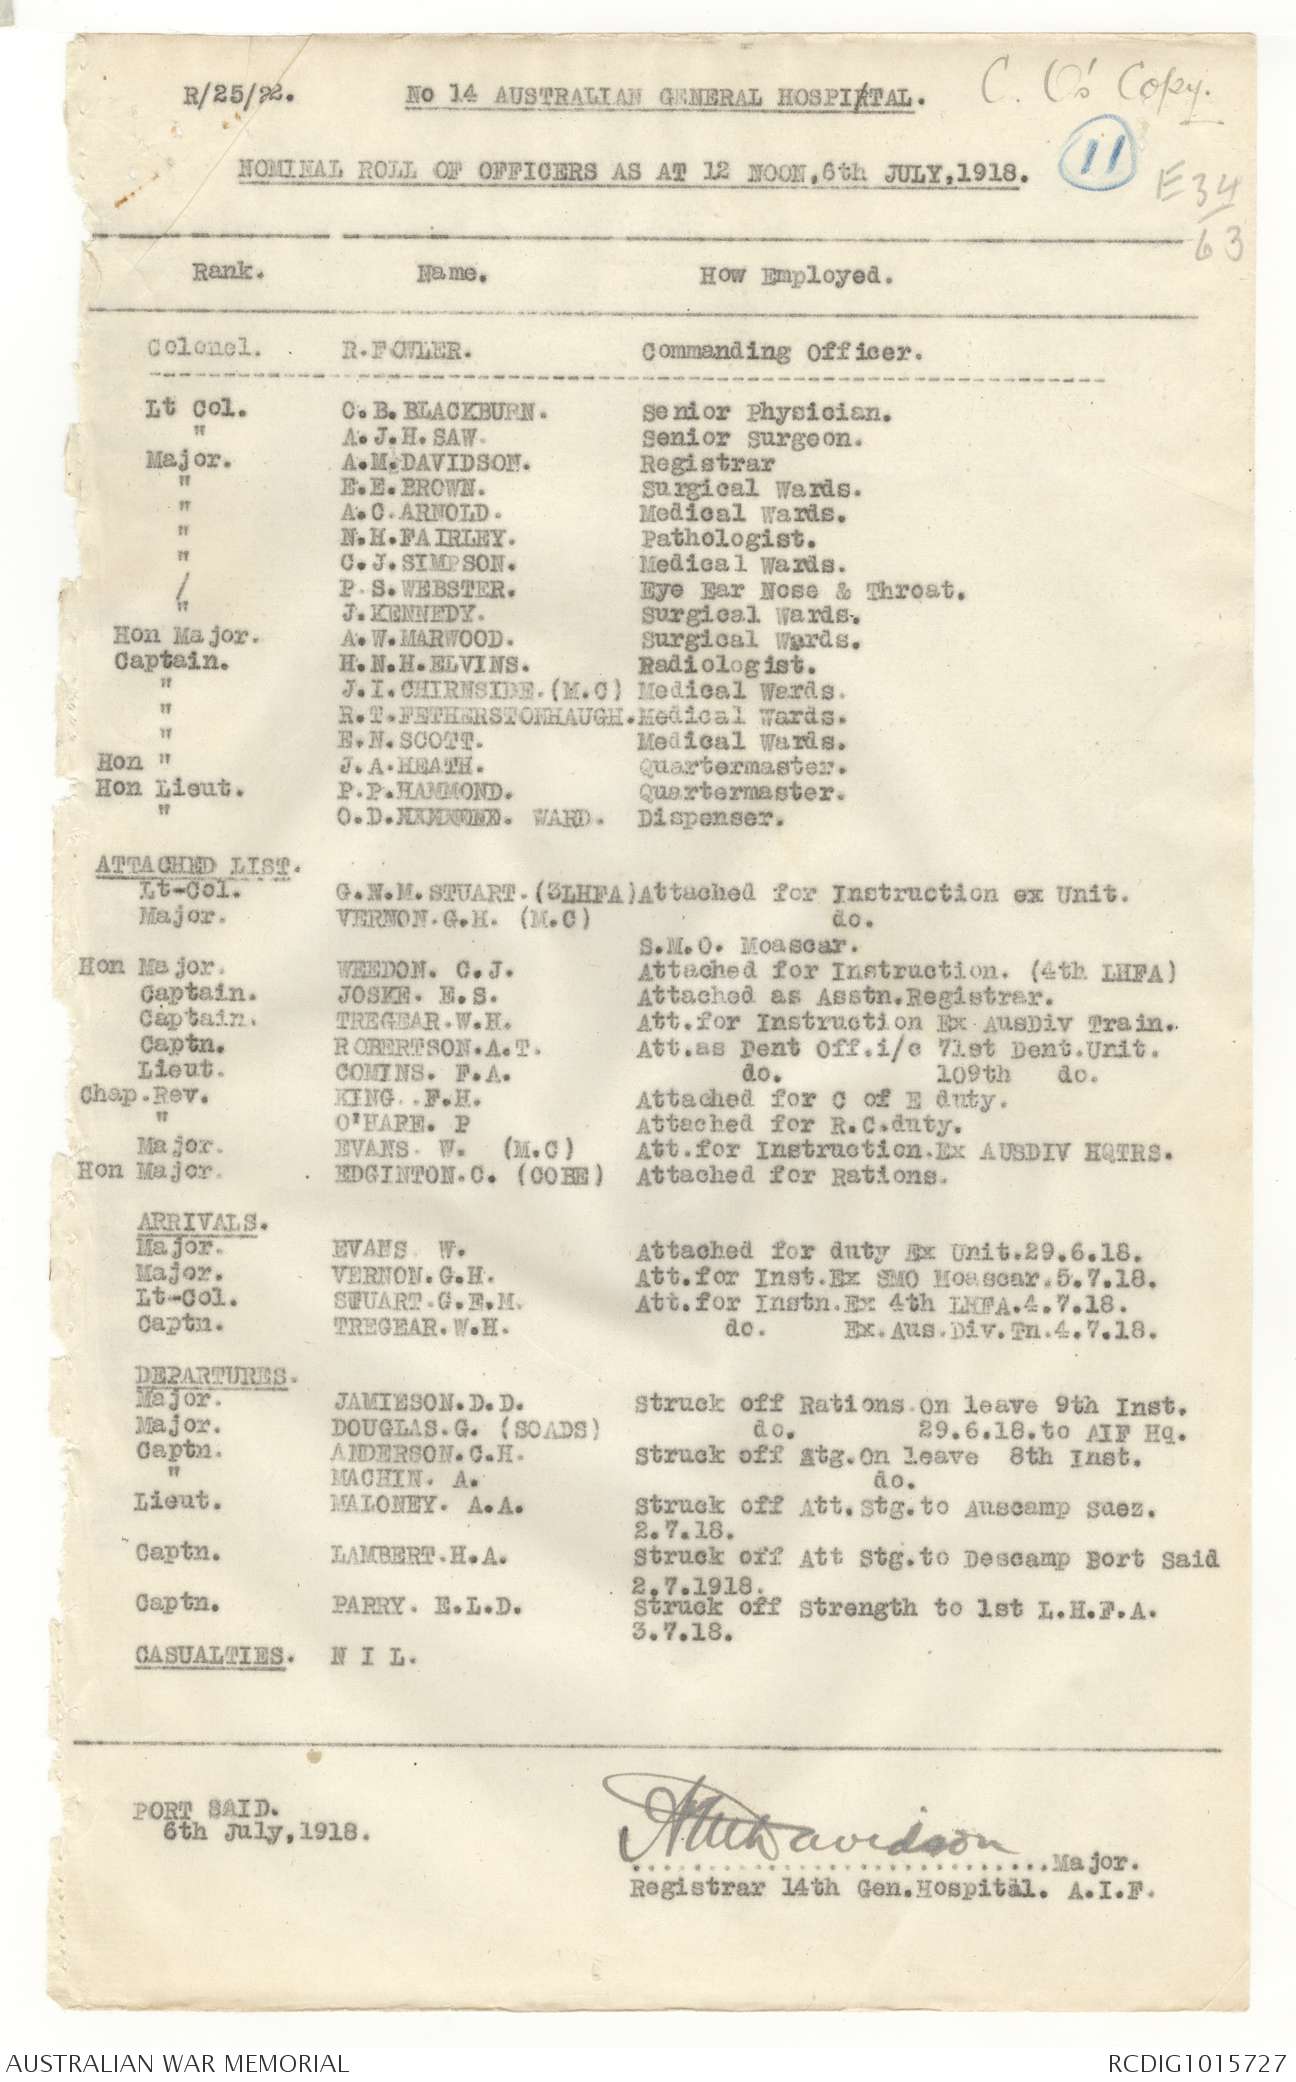 R/25/22.
No 14 AUSTRALIAN GENERAL HOSPITAL.
C. O's Copy.
11
NOMINAL ROLL OF OFFICERS AS AT 12 NOON,6th JULY,1918.
E 34
63
Rank. Name. How Employed.
Colonel. R.FOWLER. Commanding Officer.
Lt Col. C.B.BLACKBURN. Senior Physician.
" A.J.H.SAW. Senior Surgeon.
Major. A.M.DAVIDSON. Registrar
" E.E.BROWN. Surgical Wards.
" A.C.ARNOLD. Medical Wards.
" N.H.FAIRLEY. Pathologist.
" C.J.SIMPSON. Medical Wards.
/ P.S.WEBSTER. Eye Ear Nose & Throat.
" J.KENNEDY. Surgical Wards.
Hon Major. A.W.MARWOOD. Surgical Wards.
Captain. H.N.H.ELVINS. Radiologist.
" J.I.CHIRNSIDE.(M.C) Medical Wards.
" R.T.FETHERSTONHAUGH. Medical Wards.
" E.N.SCOTT. Medical Wards.
Hon " J.A.HEATH. Quartermaster.
Hon Lieut. P.P.HAMMOND. Quartermaster.
" O.D. WARD. Dispenser.
ATTACHED LIST.
Lt-Col. G.N.M.STUART.(3LHFA) Attached for Instruction ex Unit.
Major. VERNON.G.H. (M.C) do.
S.M.O. Moascar.
Hon Major. WEEDON. C.J. Attached for Instruction. (4th LHFA)
Captain. JOSKE. E.S. Attached as Asstn.Registrar.
Captain. TREGEAR.W.H. Att.for Instruction Ex AusDiv Train.
Captn. ROBERTSON.A.T. Att.as Dent Off.i/c 71st Dent.Unit.
Lieut. COMINS. F.A. do. 109th do.
Chap.Rev. KING. F.H. Attached for C of E duty.
" O'HARE. P Attached for R.C.duty.
Major. EVANS. W. (M.C) Att.for Instruction.Ex AUSDIV HQTRS.
Hon Major. EDGINTON.C. (COBE) Attached for Rations.
ARRIVALS.
Major. EVANS W. Attached for duty Ex Unit.29.6.18.
Major. VERNON.G.H. Att.for Inst.Ex SMO Moascar.5.7.18.
Lt-Col. STUART.G.E.M. Att.for Instn.Ex 4th LHFA.4.7.18.
Captn. TREGEAR.W.H. do. Ex.Aus.Div.Tn.4.7.18.
DEPARTURES.
Major. JAMIESON.D.D. Struck off Rations.On leave 9th Inst.
Major. DOUGLAS.G. (SOADS) do. 29.6.18.to AIF Hq.
Captn. ANDERSON.C.H. Struck off Stg.On leave 8th Inst.
" MACHIN. A. do.
Lieut. MALONEY. A.A. Struck off Att.Stg.to Auscamp Suez.
2.7.18.
Captn. LAMBERT.H.A. Struck off Att Stg.to Descamp Bort Said
2.7.1918.
Captn. PARRY. E.L.D. Struck off Strength to 1st L.H.F.A.
3.7.18.
CASUALTIES. N I L.
PORT SAID.
6th July,1918.
AMDavidson
Major.
Registrar 14th Gen.Hospital. A.I.F.
AUSTRALIAN WAR MEMORIAL RCDIG1015727